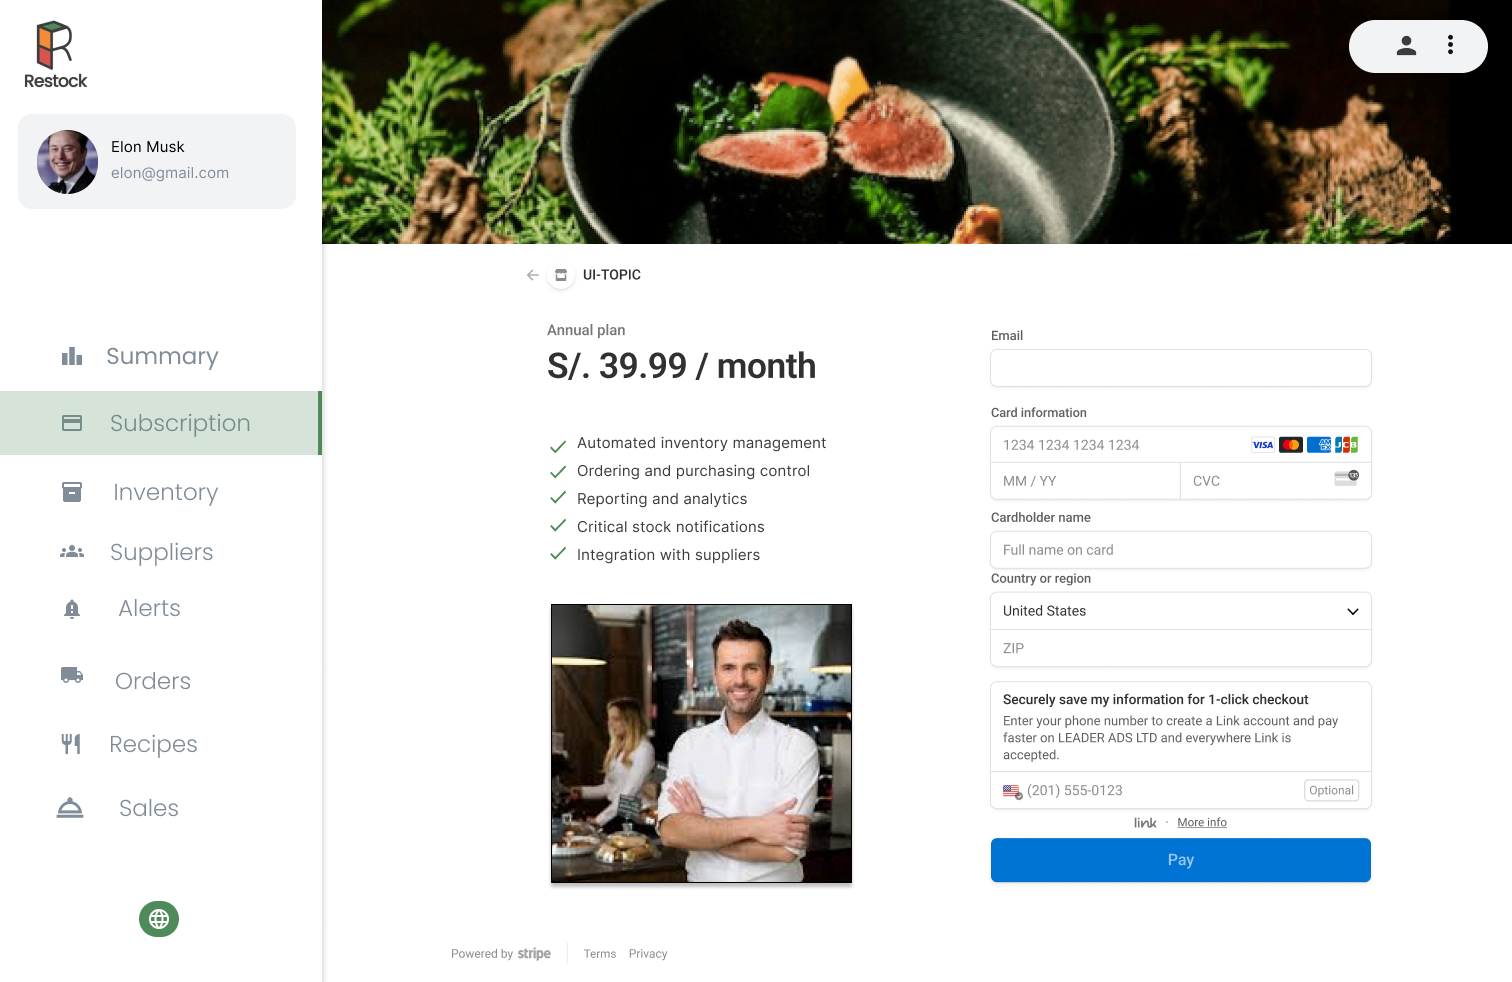 Restock
Elon Musk
elon@gmail.com
Summary
Subscription
Inventory
Suppliers
Alerts
Orders
Recipes
Sales
UI-TOPIC
Annual plan
S/. 39.99 / month
Automated inventory management
Ordering and purchasing control
Reporting and analytics
Critical stock notifications
Integration with suppliers
Email
Card information
1234 1234 1234 1234
VISA
JCB
MM / YY
CVC
Cardholder name
Full name on card
Country or region
United States
ZIP
Securely save my information for 1-click checkout
Enter your phone number to create a Link account and pay
faster on LEADER ADS LTD and everywhere Link is
accepted.
(201) 555-0123
Optional
link · More info
Pay
Powered by stripe
Terms Privacy